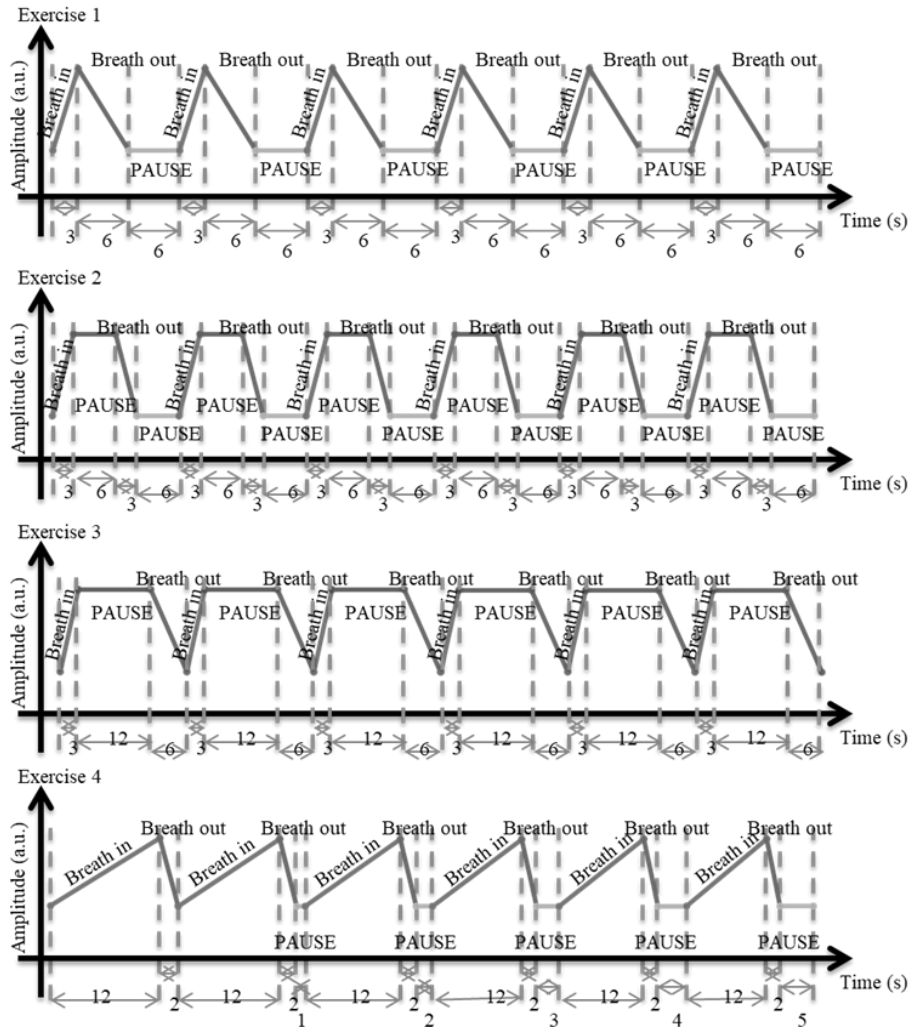 Exercise 1
Amplitude (a.u.)
Breath out Breath out Breath out Breath out Breath out Breath out
Breath in Breath in Breath in Breath in Breath in Breath in
PAUSE PAUSE PAUSE PAUSE PAUSE PAUSE
Time (s)
3 6 3 6 3 6 3 6 3 6 3 6
6 6 6 6 6 6
Exercise 2
Amplitude (a.u.)
Breath out Breath out Breath out Breath out Breath out Breath out
Breath in Breath in Breath in Breath in Breath in Breath in
PAUSE PAUSE PAUSE PAUSE PAUSE PAUSE
PAUSE PAUSE PAUSE PAUSE PAUSE PAUSE
Time (s)
3 6 6 3 6 6 3 6 6 3 6 6 3 6 6 3 6 6
3 3 3 3 3 3
Exercise 3
Amplitude (a.u.)
Breath out Breath out Breath out Breath out Breath out Breath out
Breath in Breath in Breath in Breath in Breath in Breath in
PAUSE PAUSE PAUSE PAUSE PAUSE PAUSE
Time (s)
3 12 6 3 12 6 3 12 6 3 12 6 3 12 6 3 12 6
Exercise 4
Amplitude (a.u.)
Breath out Breath out Breath out Breath out Breath out Breath out
Breath in Breath in Breath in Breath in Breath in Breath in
PAUSE PAUSE PAUSE PAUSE PAUSE
Time (s)
12 2 12 2 12 2 12 2 12 2 12 2
1 2 3 4 5